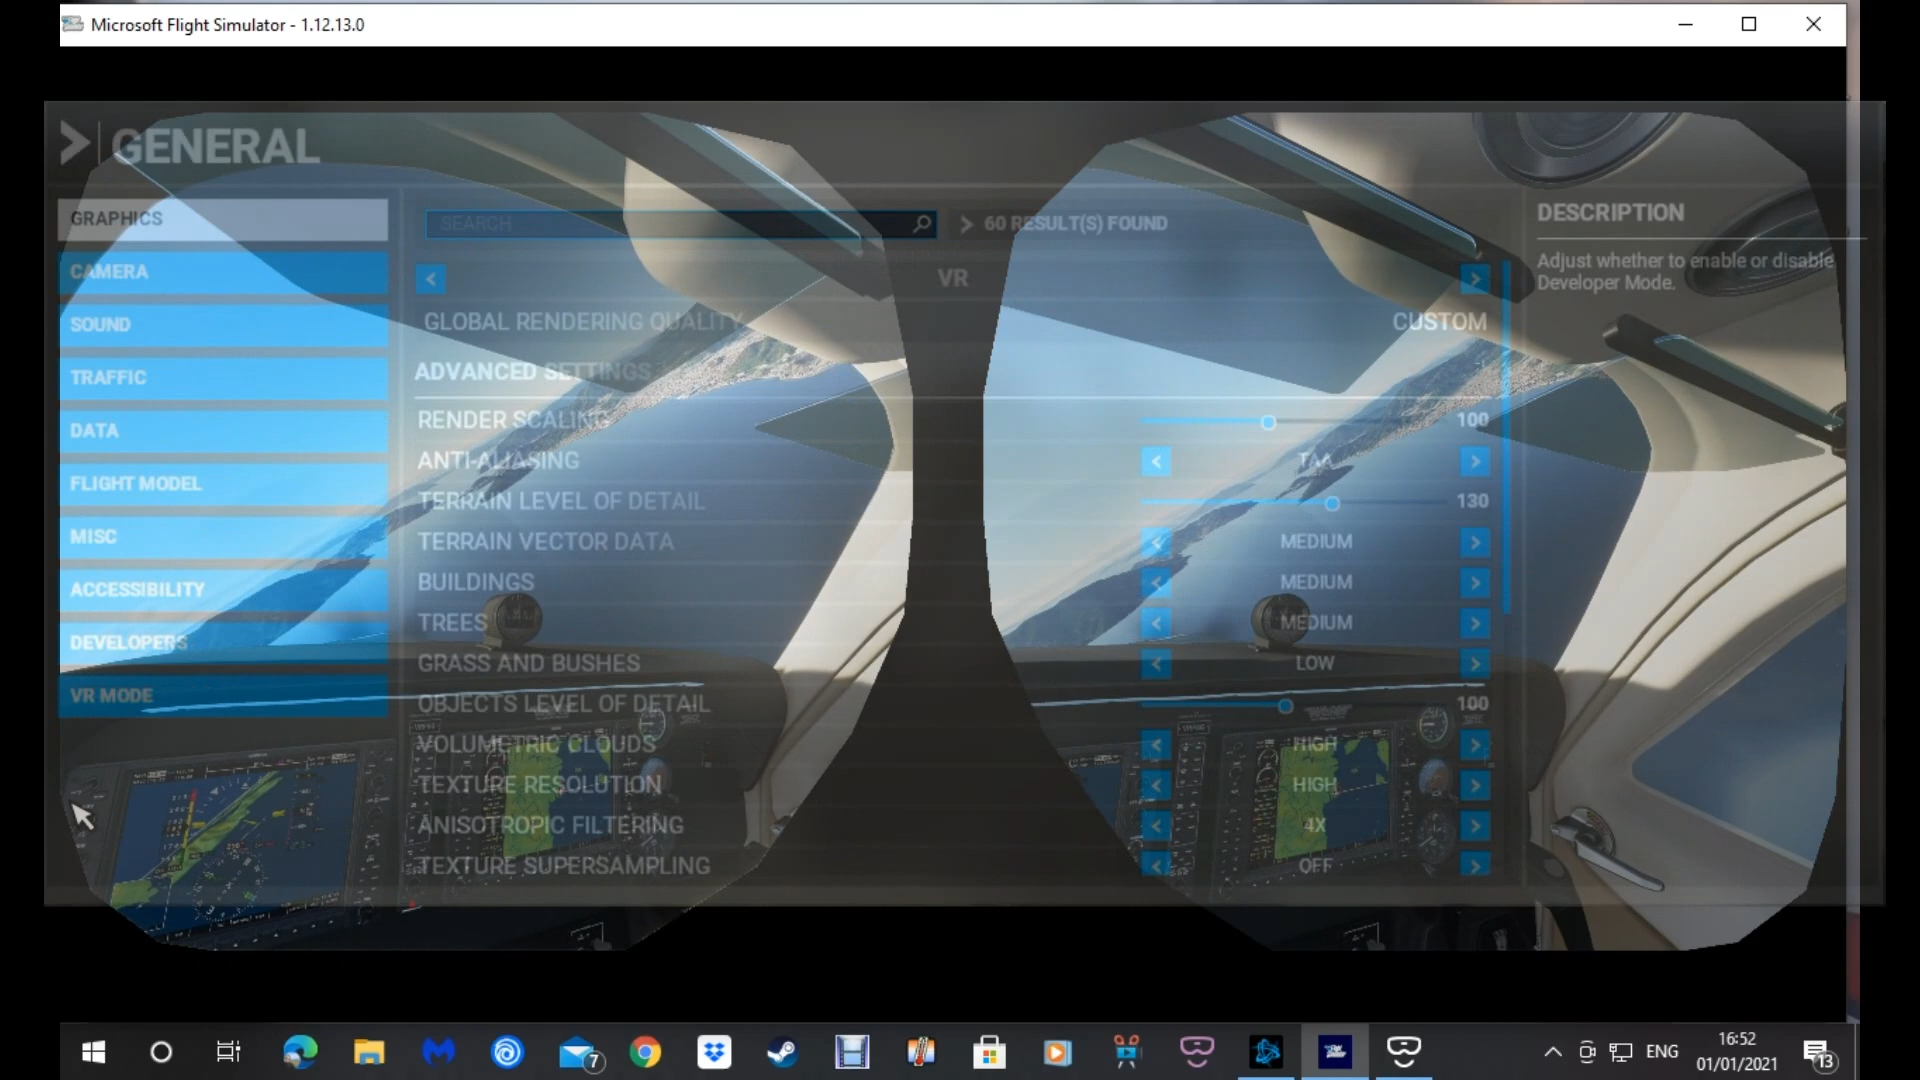 Microsoft Flight Simulator - 1.12.13.0
GENERAL
GRAPHICS
CAMERA
SOUND
TRAFFIC
DATA
FLIGHT MODEL
MISC
ACCESSIBILITY
DEVELOPERS
VR MODE
SEARCH
60 RESULT(S) FOUND
VR
GLOBAL RENDERING QUALITY CUSTOM
ADVANCED SETTINGS
RENDER SCALING 100
ANTI-ALIASING TAA
TERRAIN LEVEL OF DETAIL 130
TERRAIN VECTOR DATA MEDIUM
BUILDINGS MEDIUM
TREES MEDIUM
GRASS AND BUSHES LOW
OBJECTS LEVEL OF DETAIL 100
VOLUMETRIC CLOUDS HIGH
TEXTURE RESOLUTION HIGH
ANISOTROPIC FILTERING 4X
TEXTURE SUPERSAMPLING OFF
DESCRIPTION
Adjust whether to enable or disable
Developer Mode.
7
ENG
16:52
01/01/2021
13